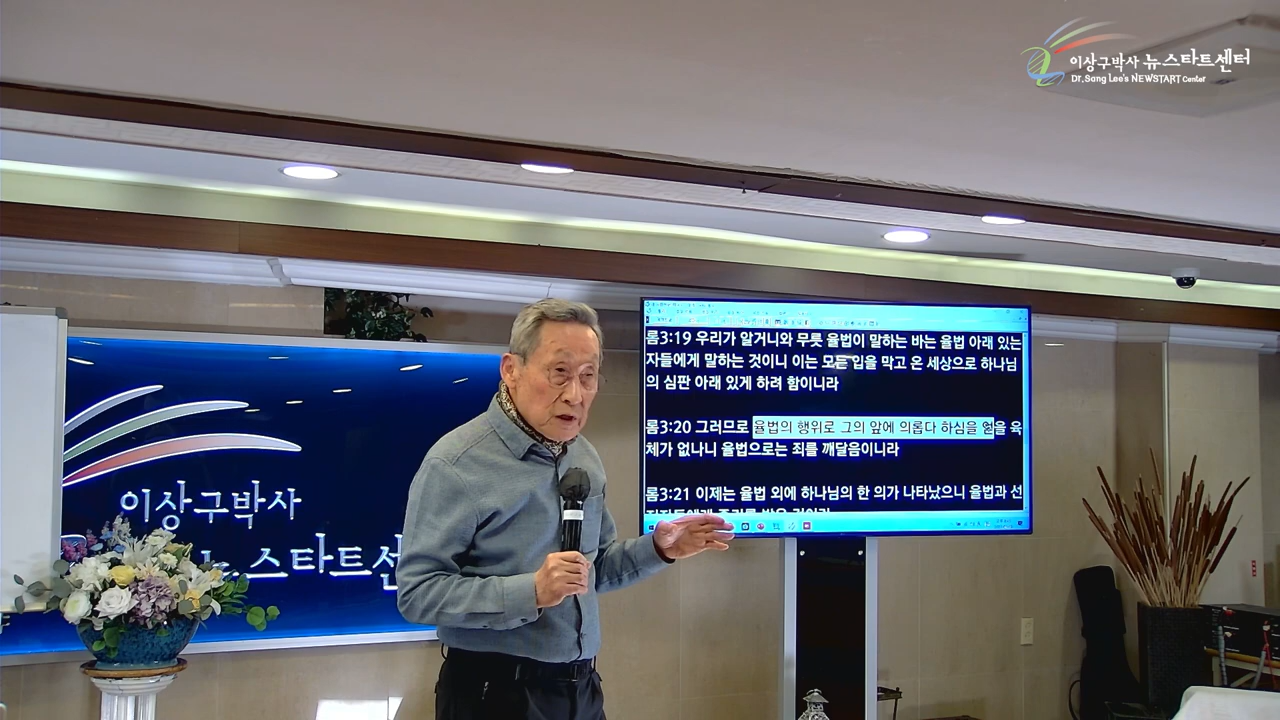 이상구박사 뉴스타트센터
Dr.Sang Lee's NEWSTART Center
롬3:19 우리가 알거니와 무릇 율법이 말하는 바는 율법 아래 있는
자들에게 말하는 것이니 이는 모든 입을 막고 온 세상으로 하나님
의 심판 아래 있게 하려 함이니라
롬3:20 그러므로 율법의 행위로 그의 앞에 의롭다 하심을 얻을 육
체가 없나니 율법으로는 죄를 깨달음이니라
롬3:21 이제는 율법 외에 하나님의 한 의가 나타났으니 율법과 선
이상구박사
뉴스타트센